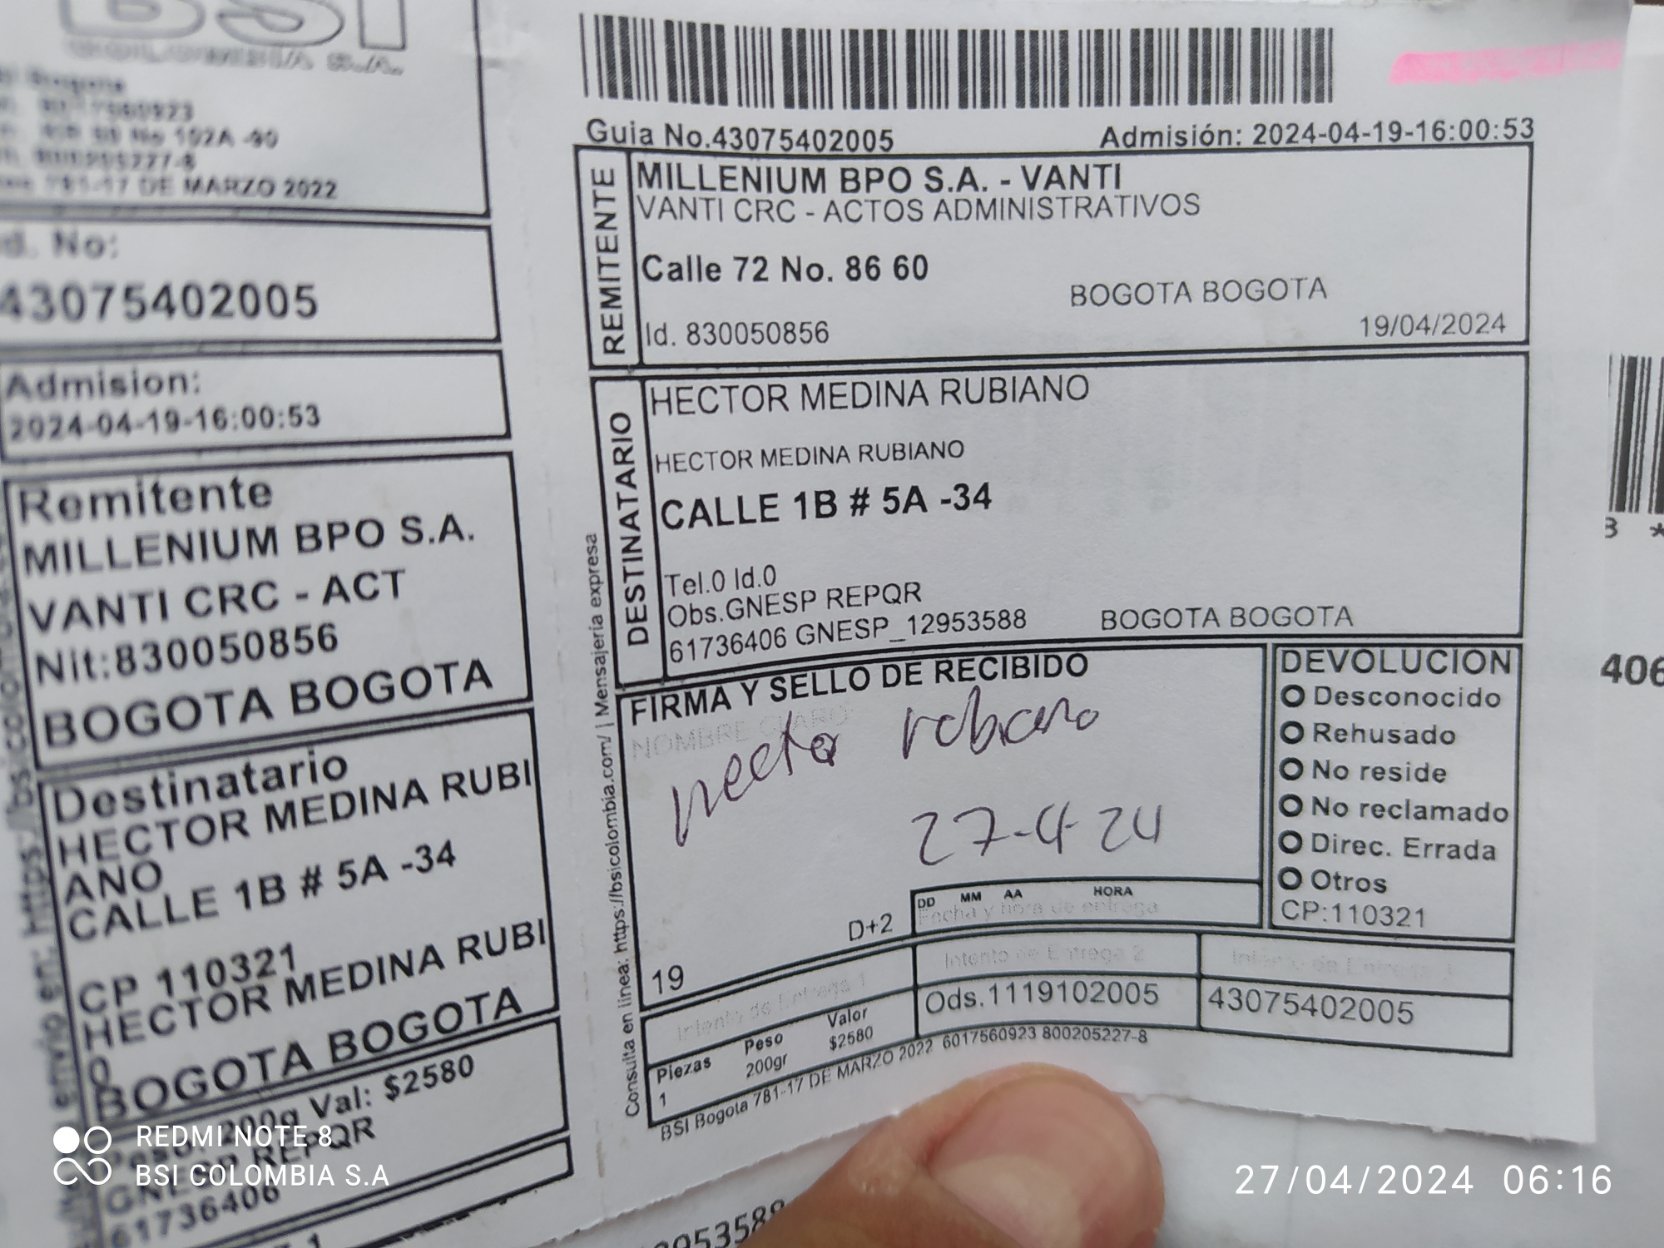 BSI
COLOMBIA S.A.
781-17 DE MARZO 2022
No:
43075402005
Admision:
2024-04-19-16:00:53
Remitente
MILLENIUM BPO S.A.
VANTI CRC - ACT
Nit:830050856
BOGOTA BOGOTA
Destinatario
HECTOR MEDINA RUBI
ANO
CALLE 1B # 5A -34
CP 110321
HECTOR MEDINA RUBI
O
BOGOTA BOGOTA
Val: $2580
REPQR
61736406
Guia No.43075402005 Admisión: 2024-04-19-16:00:53
REMITENTE
MILLENIUM BPO S.A. - VANTI
VANTI CRC - ACTOS ADMINISTRATIVOS
Calle 72 No. 86 60
BOGOTA BOGOTA
Id. 830050856
19/04/2024
DESTINATARIO
HECTOR MEDINA RUBIANO
HECTOR MEDINA RUBIANO
CALLE 1B # 5A -34
Tel.0 Id.0
Obs.GNESP REPQR
61736406 GNESP_12953588
BOGOTA BOGOTA
FIRMA Y SELLO DE RECIBIDO
NOMBRE CLARO
Hector rubiano
27-4-24
DD MM AA HORA
Fecha y hora de entrega
D+2
19
DEVOLUCION
Desconocido
Rehusado
No reside
No reclamado
Direc. Errada
Otros
CP:110321
Intento de Entrega 1
Intento de Entrega 2
Piezas Peso Valor
1 200gr $2580
Ods.1119102005
43075402005
BSI Bogota 781-17 DE MARZO 2022 6017560923 800205227-8
Consulta en línea: https://bsicolombia.com/ | Mensajería expresa
406
REDMI NOTE 8
BSI COLOMBIA S.A
27/04/2024 06:16